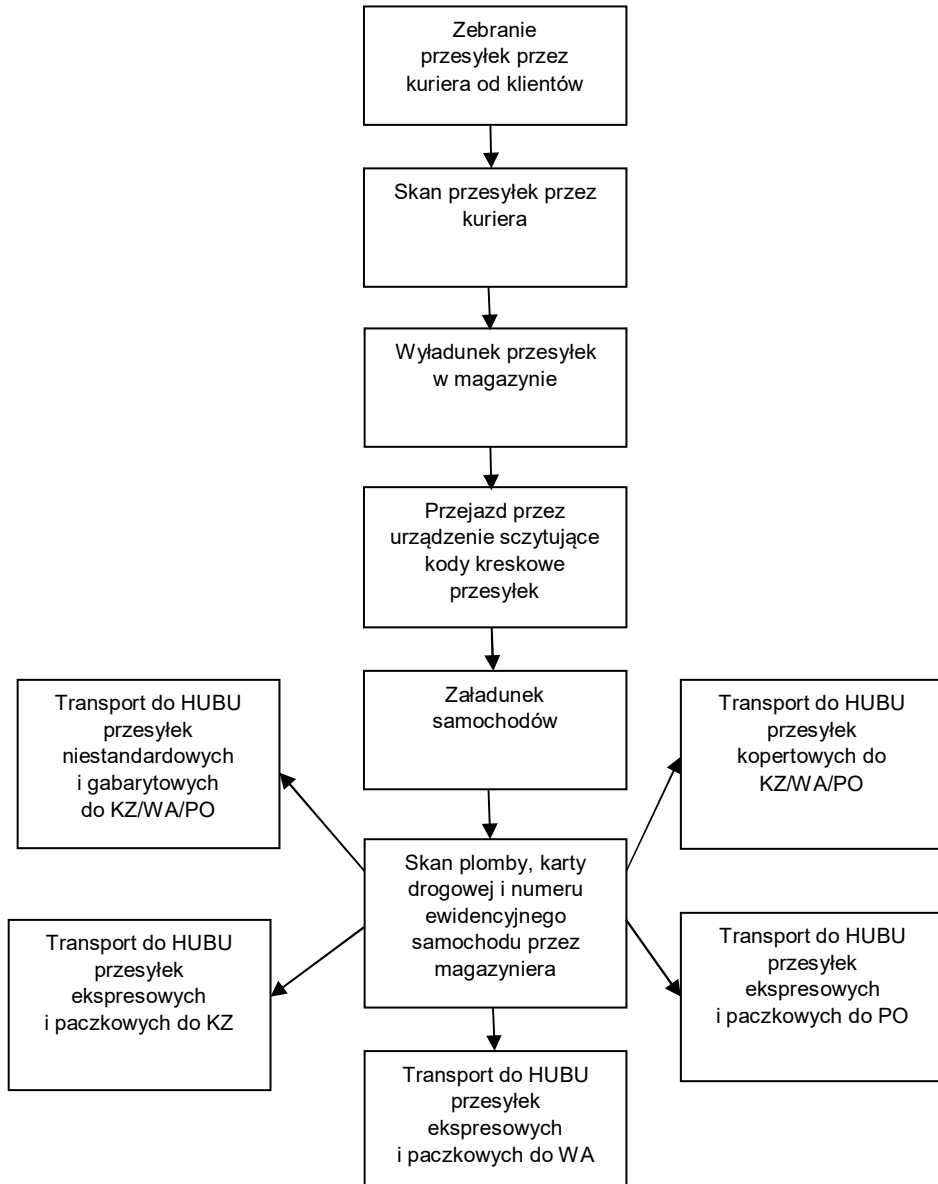 Zebranie
przesyłek przez
kuriera od klientów
Skan przesyłek przez
kuriera
Wyładunek przesyłek
w magazynie
Przejazd przez
urządzenie sczytujące
kody kreskowe
przesyłek
Załadunek
samochodów
Transport do HUBU
przesyłek
niestandardowych
i gabarytowych
do KZ/WA/PO
Transport do HUBU
przesyłek
kopertowych do
KZ/WA/PO
Skan plomby, karty
drogowej i numeru
ewidencyjnego
samochodu przez
magazyniera
Transport do HUBU
przesyłek
ekspresowych
i paczkowych do KZ
Transport do HUBU
przesyłek
ekspresowych
i paczkowych do PO
Transport do HUBU
przesyłek
ekspresowych
i paczkowych do WA